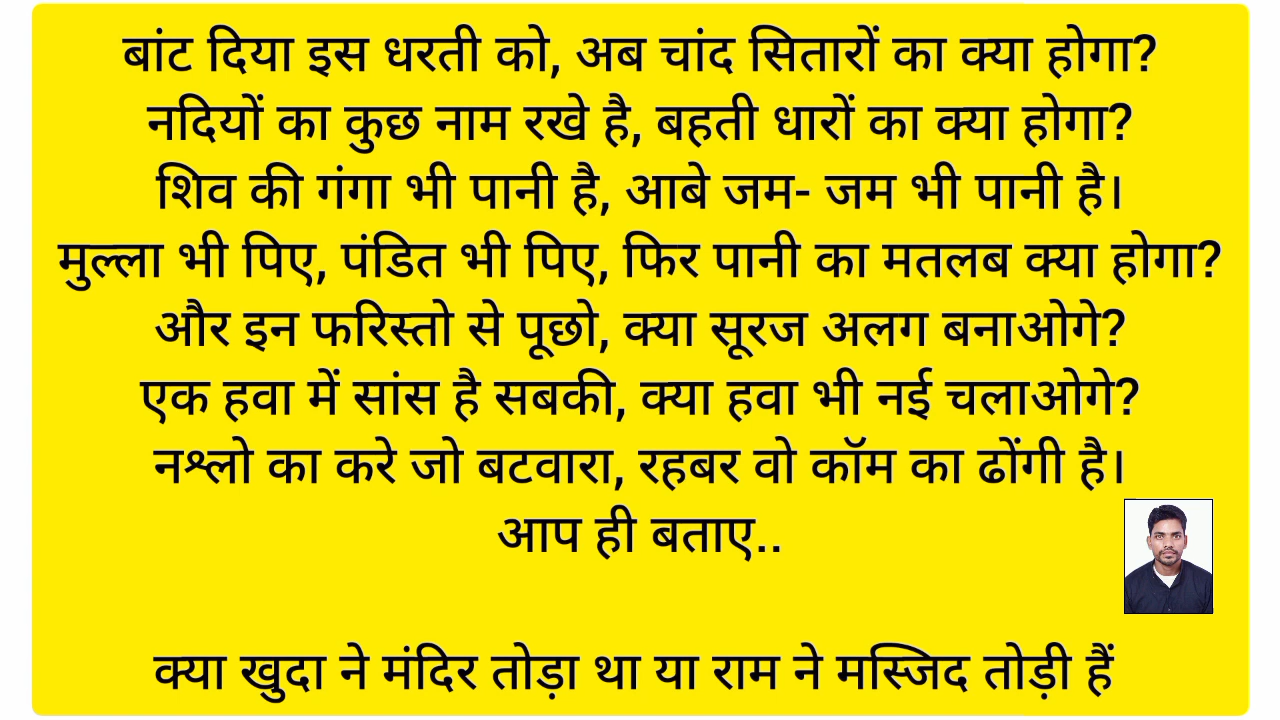 बांट दिया इस धरती को, अब चांद सितारों का क्या होगा?
नदियों का कुछ नाम रखे है, बहती धारों का क्या होगा?
शिव की गंगा भी पानी है, आबे जम- जम भी पानी है।
मुल्ला भी पिए, पंडित भी पिए, फिर पानी का मतलब क्या होगा?
और इन फरिस्तो से पूछो, क्या सूरज अलग बनाओगे?
एक हवा में सांस है सबकी, क्या हवा भी नई चलाओगे?
नश्लो का करे जो बटवारा, रहबर वो कॉम का ढोंगी है।
आप ही बताए..
क्या खुदा ने मंदिर तोड़ा था या राम ने मस्जिद तोड़ी हैं